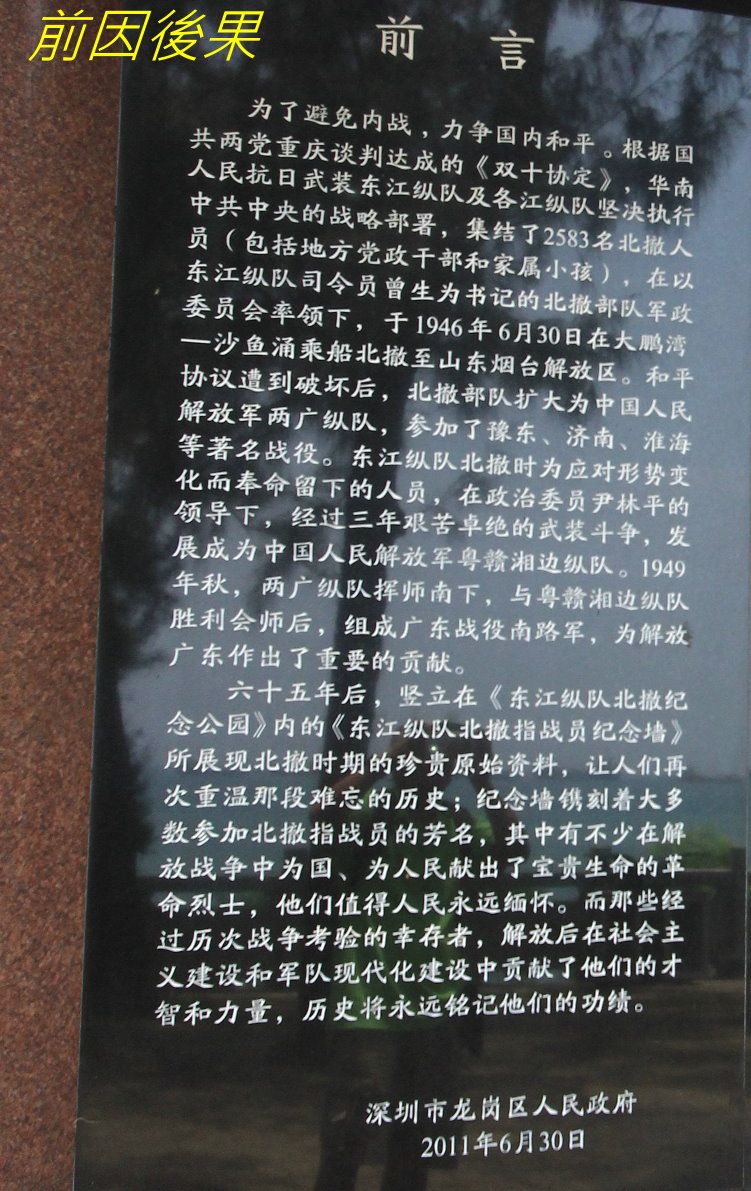 前因後果
前 言
为了避免内战，力争国内和平。根据国
共两党重庆谈判达成的《双十协定》，华南
人民抗日武装东江纵队及各江纵队坚决执行
中共中央的战略部署，集结了2583名北撤人
员（包括地方党政干部和家属小孩），在以
东江纵队司令员曾生为书记的北撤部队军政
委员会率领下，于1946年6月30日在大鹏湾
—沙鱼涌乘船北撤至山东烟台解放区。和平
协议遭到破坏后，北撤部队扩大为中国人民
解放军两广纵队，参加了豫东、济南、淮海
等著名战役。东江纵队北撤时为应对形势变
化而奉命留下的人员，在政治委员尹林平的
领导下，经过三年艰苦卓绝的武装斗争，发
展成为中国人民解放军粤赣湘边纵队。1949
年秋，两广纵队挥师南下，与粤赣湘边纵队
胜利会师后，组成广东战役南路军，为解放
广东作出了重要的贡献。
六十五年后，竖立在《东江纵队北撤纪
念公园》内的《东江纵队北撤指战员纪念墙》
所展现北撤时期的珍贵原始资料，让人们再
次重温那段难忘的历史；纪念墙镌刻着大多
数参加北撤指战员的芳名，其中有不少在解
放战争中为国、为人民献出了宝贵生命的革
命烈士，他们值得人民永远缅怀。而那些经
过历次战争考验的幸存者，解放后在社会主
义建设和军队现代化建设中贡献了他们的才
智和力量，历史将永远铭记他们的功绩。
深圳市龙岗区人民政府
2011年6月30日